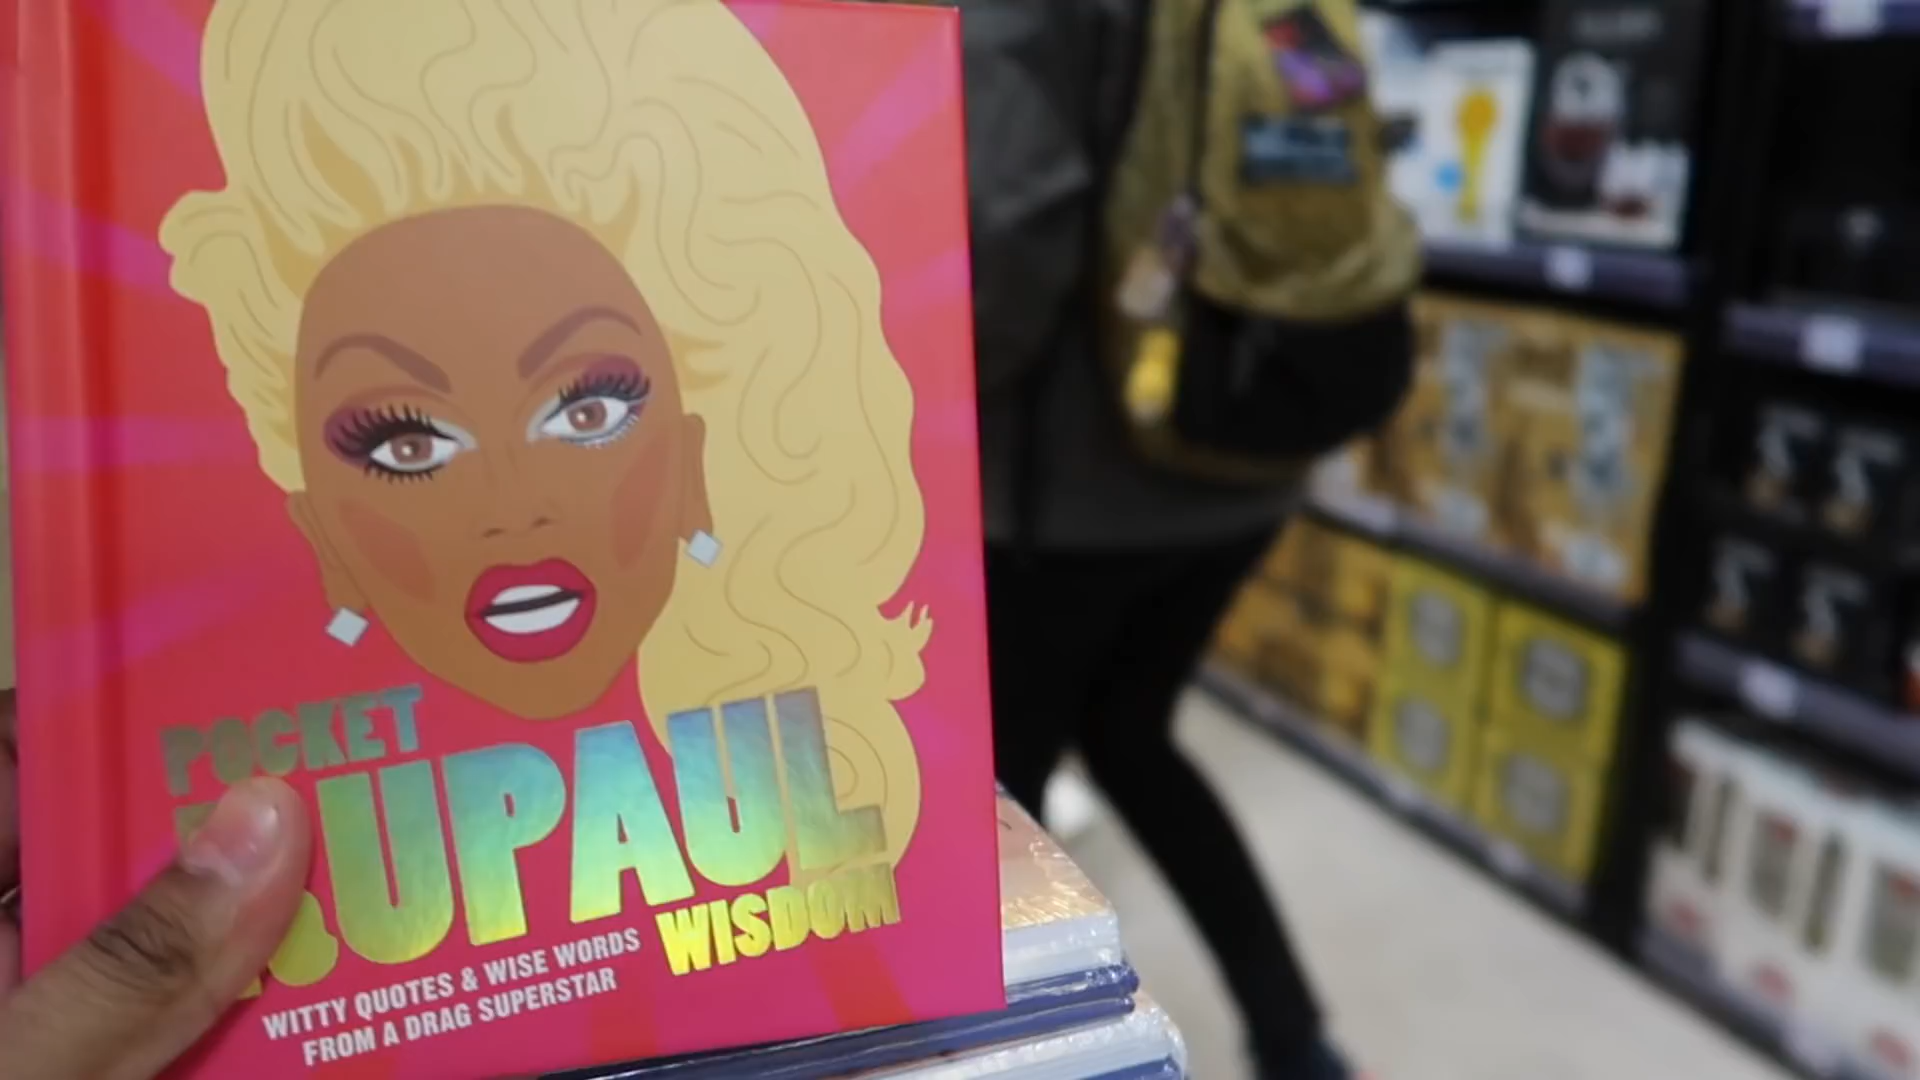 POCKET
RUPAUL
WISDOM
WITTY QUOTES & WISE WORDS
FROM A DRAG SUPERSTAR